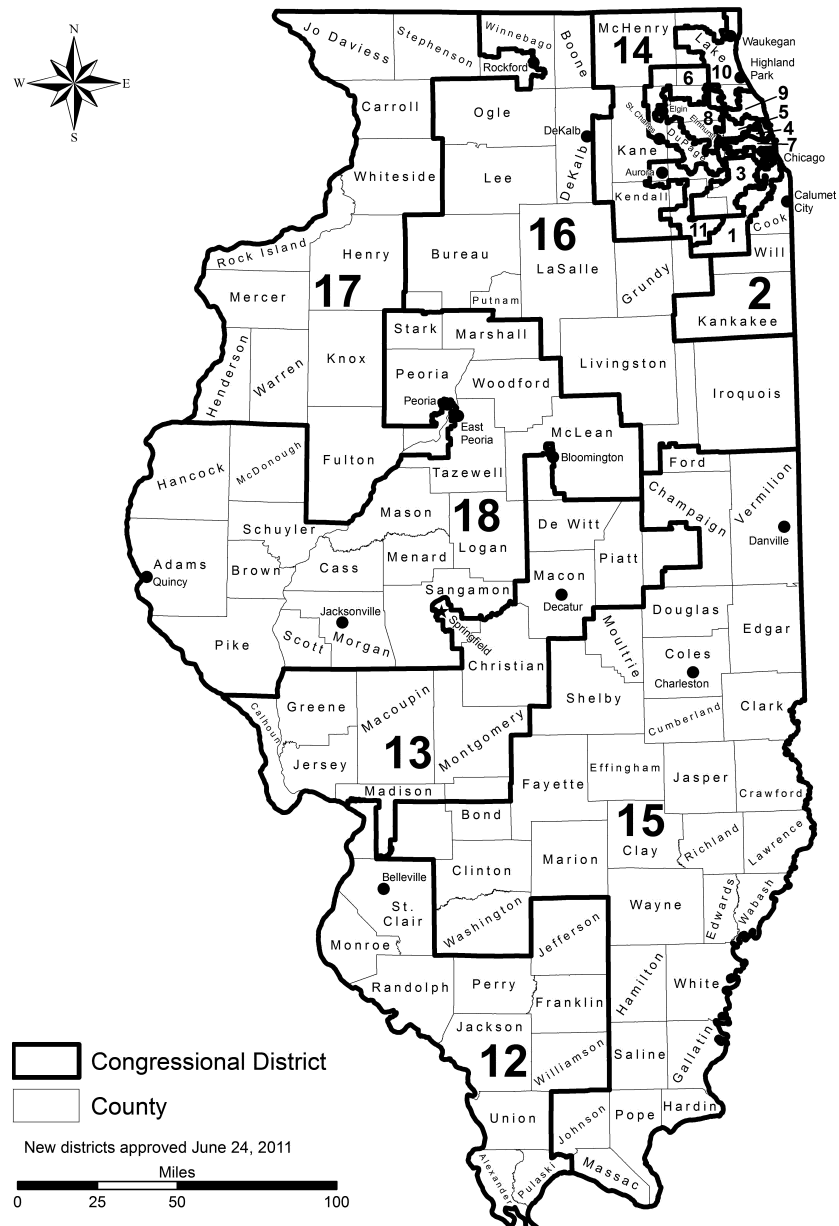 N
W
E
S
Jo Daviess
Stephenson
Winnebago
Rockford
Boone
McHenry
14
Lake
Waukegan
Highland
Park
10
6
9
5
4
7
Chicago
8
3
Elgin
Elmhurst
St. Charles
DuPage
Carroll
Ogle
DeKalb
DeKalb
Kane
Aurora
Kendall
Calumet
City
Cook
11
1
Will
Whiteside
Lee
Rock Island
Henry
Bureau
16
LaSalle
Grundy
2
Kankakee
Putnam
Mercer
17
Henderson
Warren
Knox
Stark
Marshall
Peoria
Peoria
East
Peoria
Woodford
Livingston
Iroquois
McLean
Bloomington
Ford
Hancock
McDonough
Fulton
Tazewell
Mason
18
Logan
De Witt
Champaign
Vermilion
Danville
Schuyler
Adams
Quincy
Brown
Cass
Menard
Piatt
Macon
Decatur
Sangamon
Springfield
Jacksonville
Morgan
Scott
Pike
Christian
Moultrie
Douglas
Edgar
Coles
Charleston
Shelby
Cumberland
Clark
Calhoun
Greene
Macoupin
Montgomery
13
Jersey
Madison
Fayette
Effingham
Jasper
Crawford
Bond
15
Clay
Richland
Lawrence
Marion
Clinton
Belleville
St.
Clair
Washington
Wayne
Edwards
Wabash
Monroe
Jefferson
Randolph
Perry
Franklin
Hamilton
White
Jackson
12
Williamson
Saline
Gallatin
Union
Johnson
Pope
Hardin
Alexander
Pulaski
Massac
Congressional District
County
New districts approved June 24, 2011
Miles
0 25 50 100